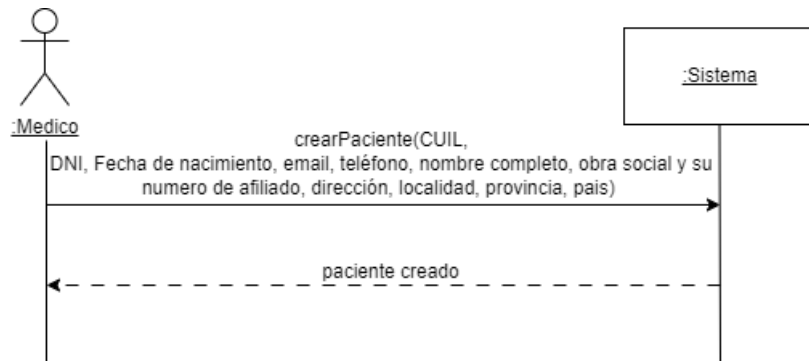 :Medico
:Sistema
crearPaciente(CUIL,
DNI, Fecha de nacimiento, email, teléfono, nombre completo, obra social y su
numero de afiliado, dirección, localidad, provincia, pais)
paciente creado